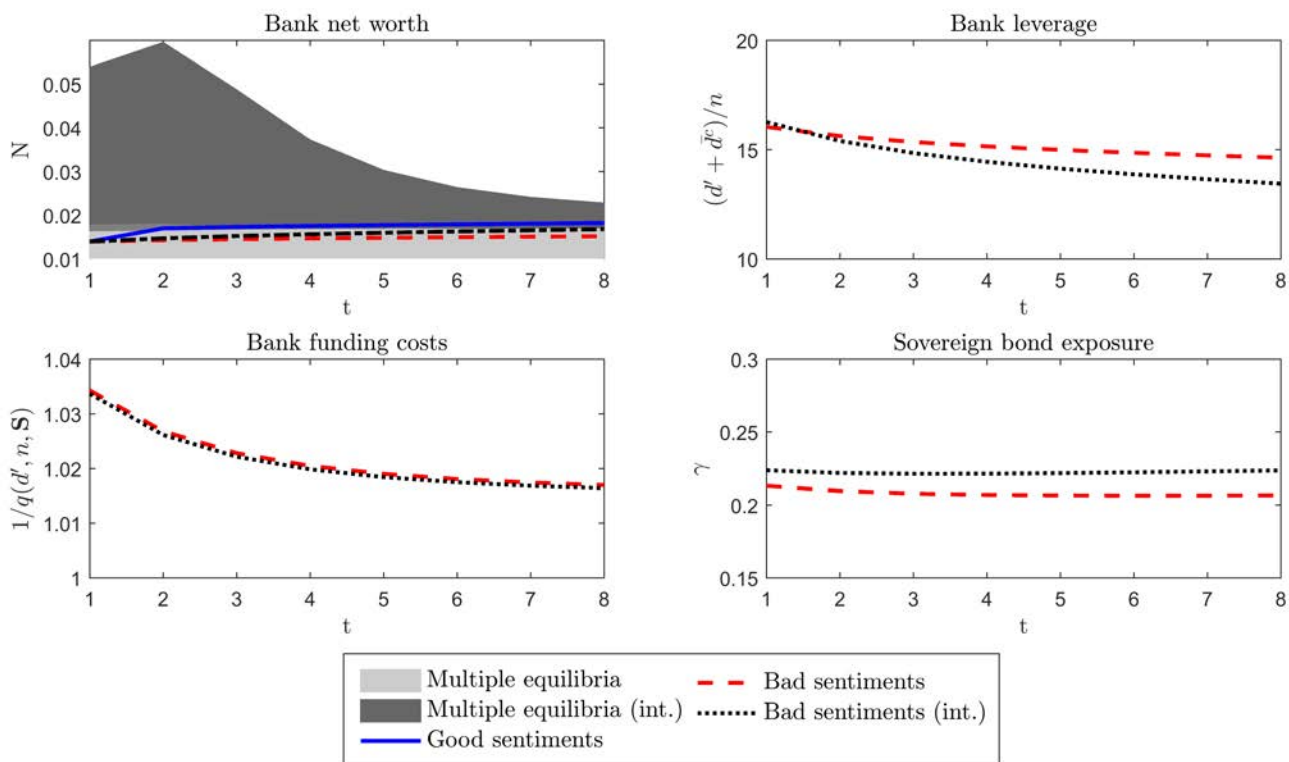 Bank net worth
N
0.05
0.04
0.03
0.02
0.01
1 2 3 4 5 6 7 8
t
Bank leverage
(d′ + d̄ᶜ)/n
20
15
10
1 2 3 4 5 6 7 8
t
Bank funding costs
1/q(d′, n, S)
1.04
1.03
1.02
1.01
1
1 2 3 4 5 6 7 8
t
Sovereign bond exposure
γ
0.3
0.25
0.2
0.15
1 2 3 4 5 6 7 8
t
Multiple equilibria
Multiple equilibria (int.)
Good sentiments
Bad sentiments
Bad sentiments (int.)